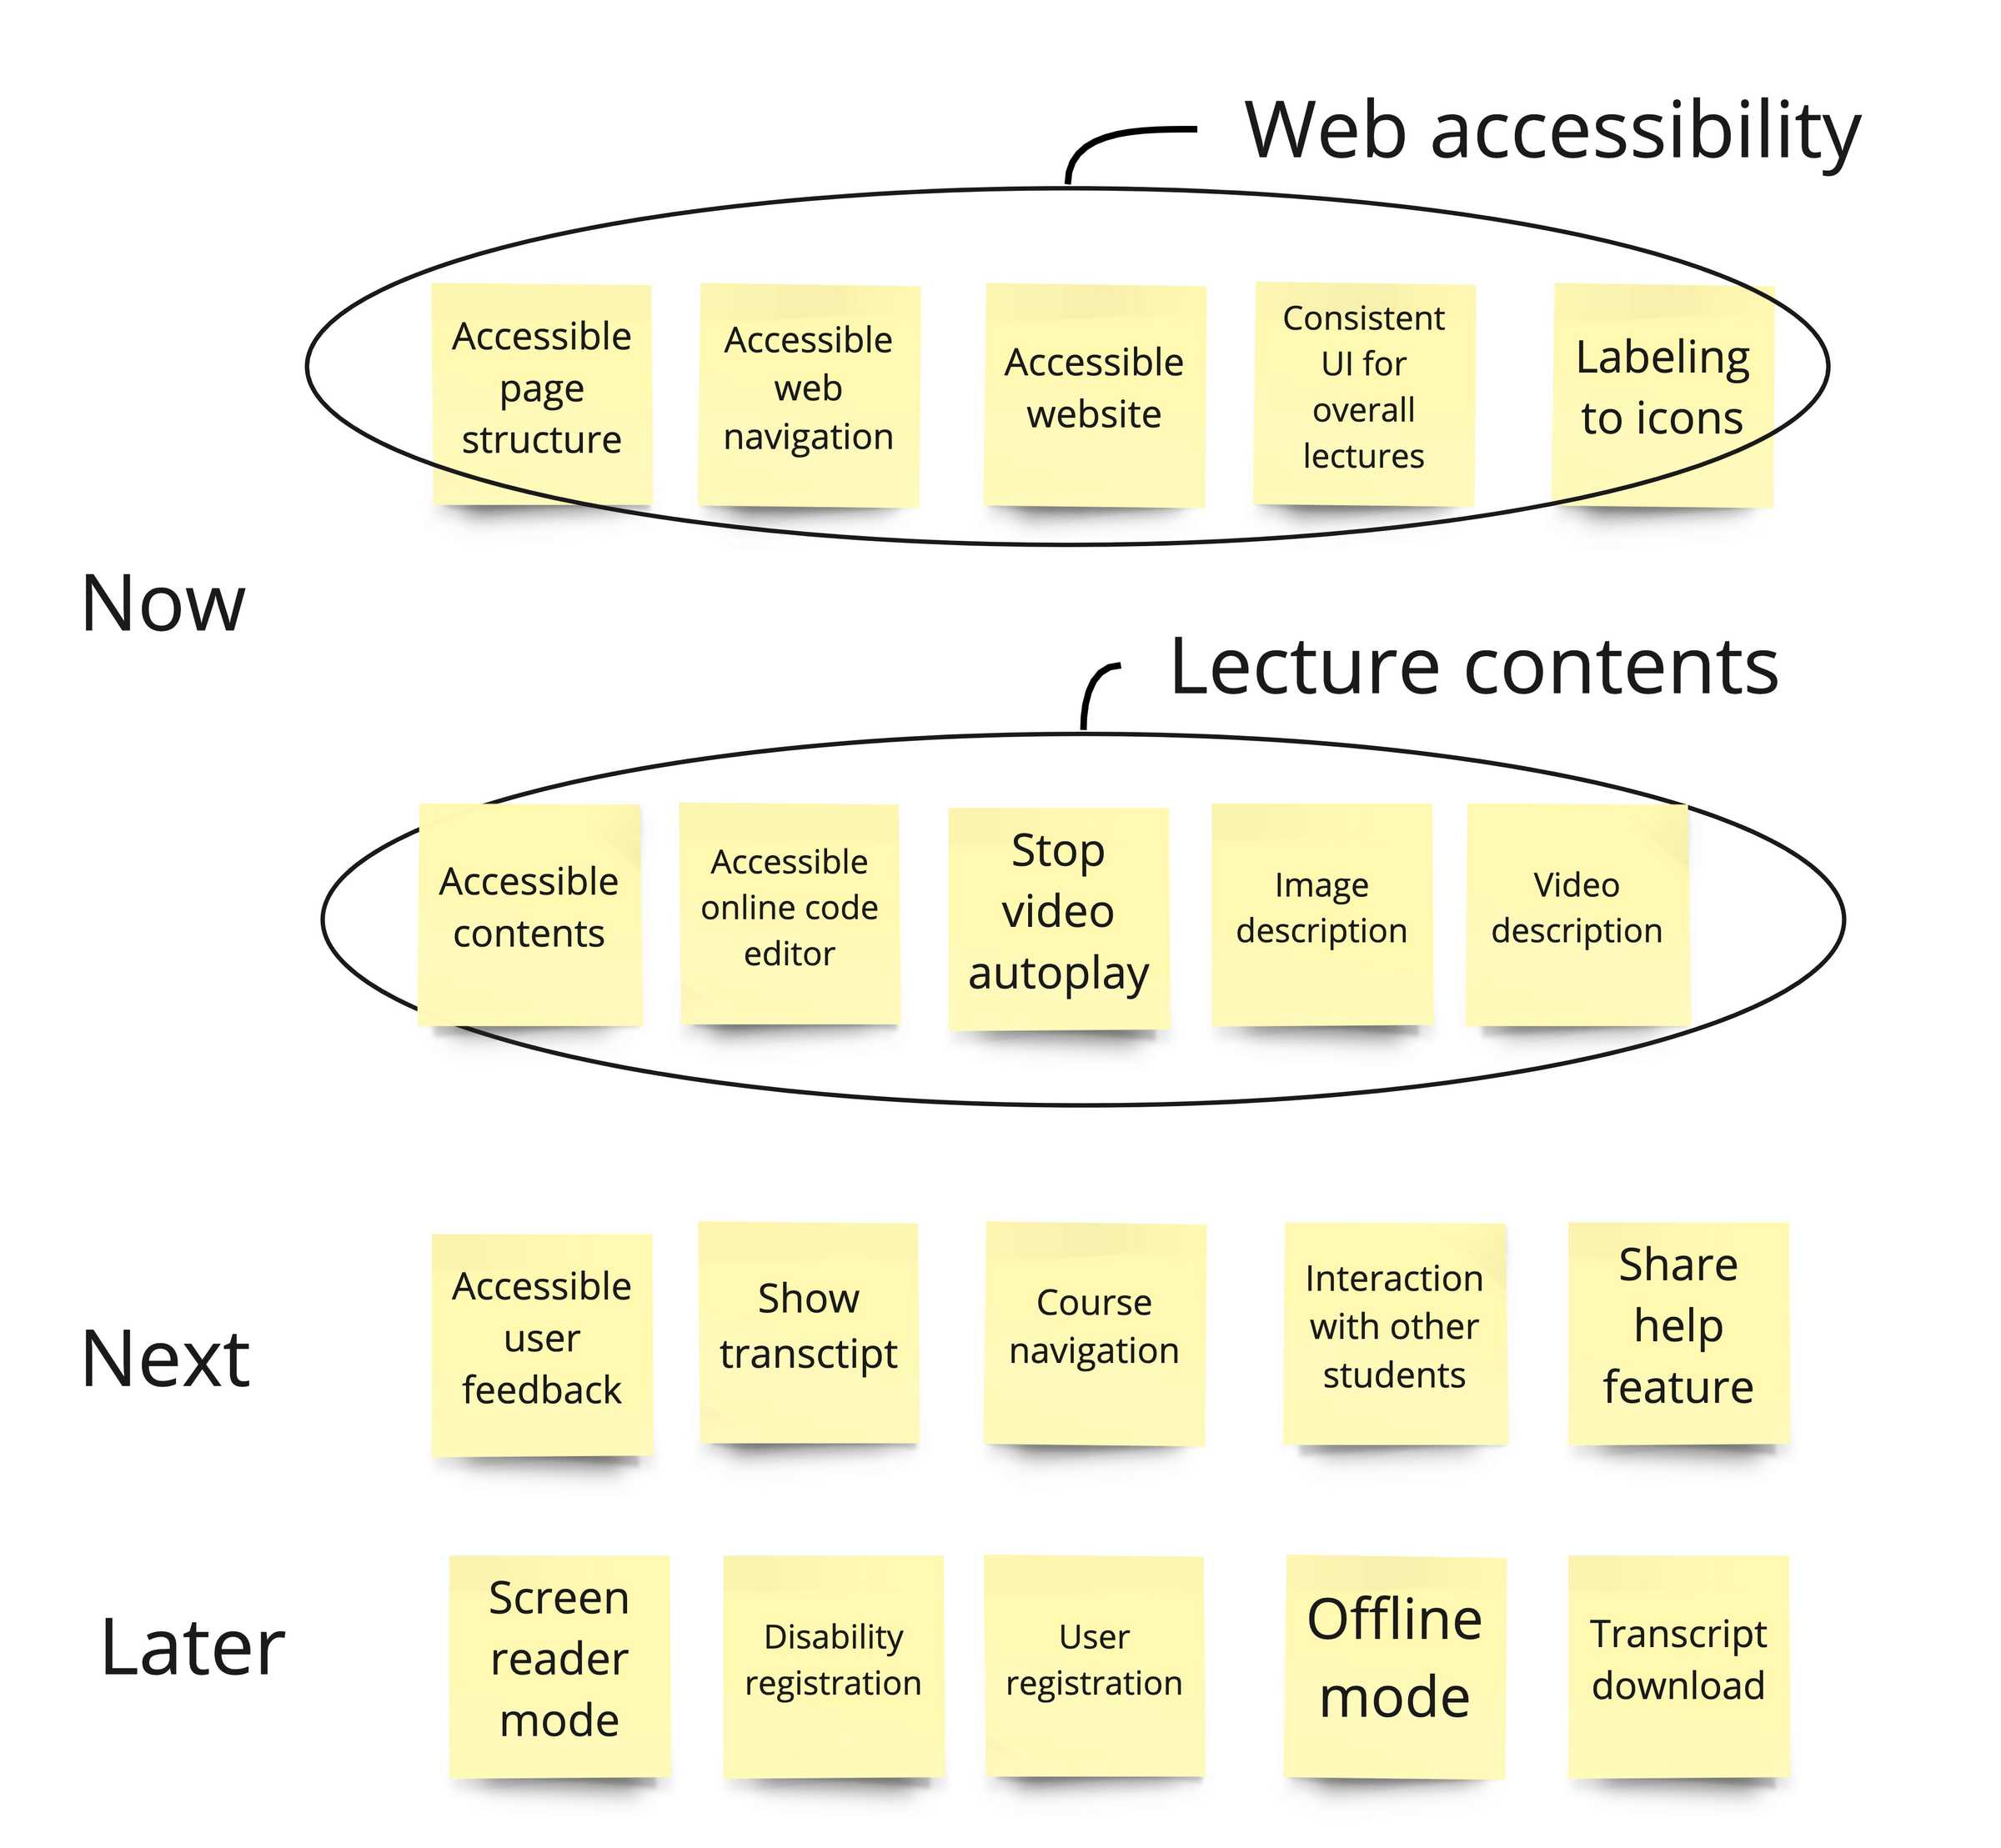 Web accessibility
Accessible
page
structure
Accessible
web
navigation
Accessible
website
Consistent
UI for
overall
lectures
Labeling
to icons
Now
Lecture contents
Accessible
contents
Accessible
online code
editor
Stop
video
autoplay
Image
description
Video
description
Next
Accessible
user
feedback
Show
transctipt
Course
navigation
Interaction
with other
students
Share
help
feature
Later
Screen
reader
mode
Disability
registration
User
registration
Offline
mode
Transcript
download